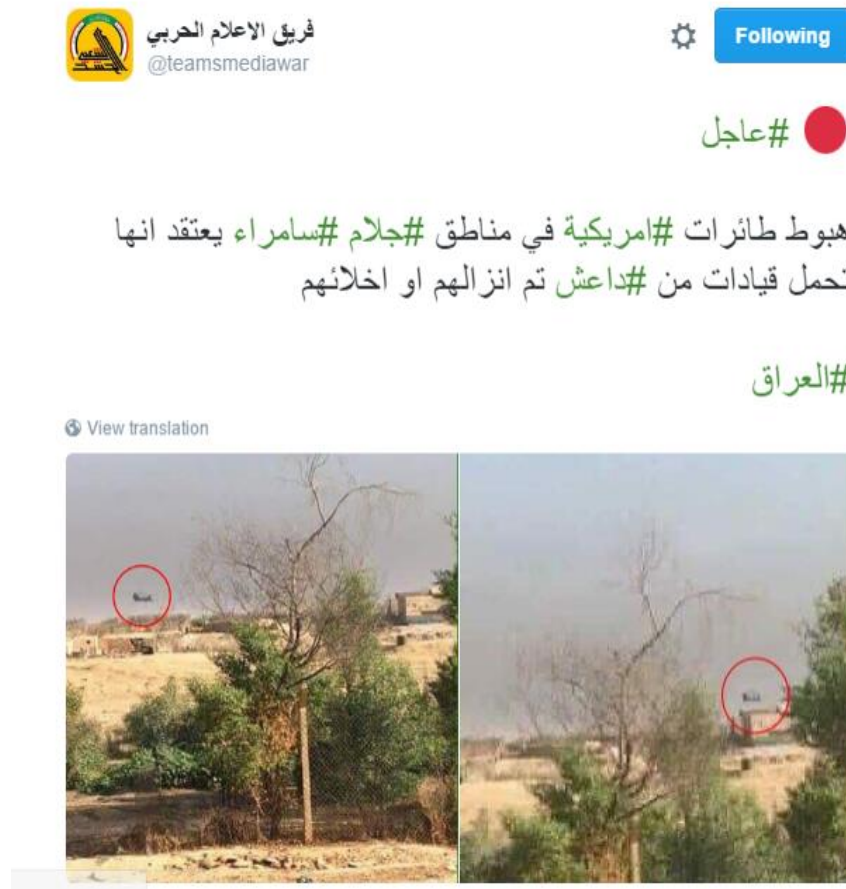 فريق الاعلام الحربي
@teamsmediawar
Following
#عاجل
هبوط طائرات #امريكية في مناطق #جلام #سامراء يعتقد انها
تحمل قيادات من #داعش تم انزالهم او اخلائهم
#العراق
View translation